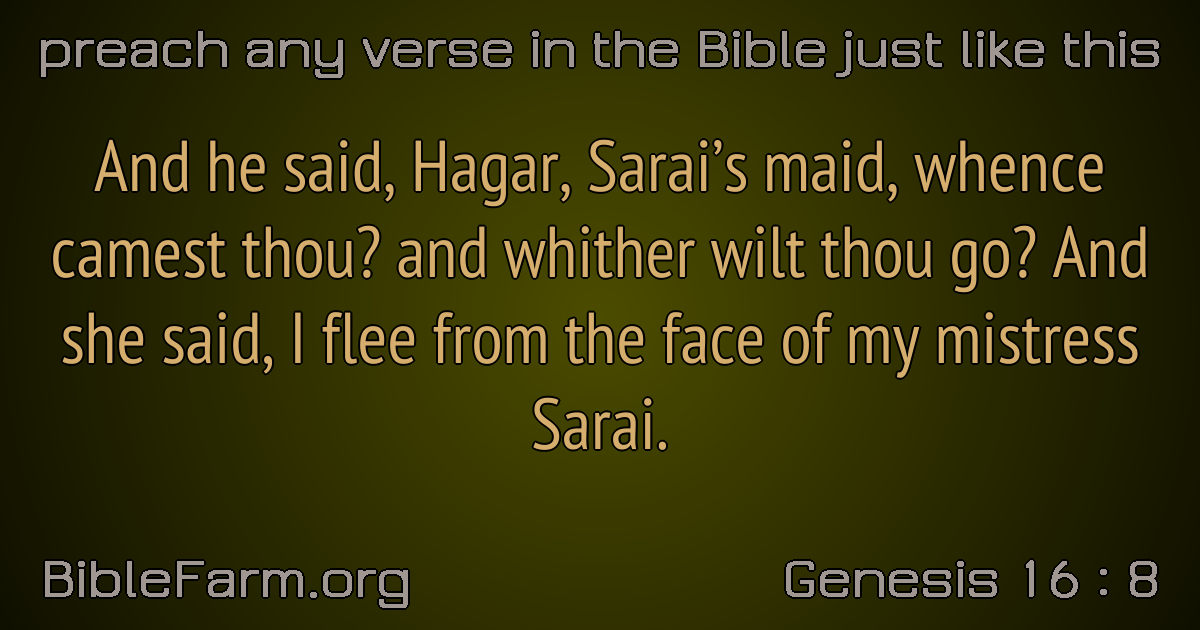 preach any verse in the Bible just like this
And he said, Hagar, Sarai’s maid, whence
camest thou? and whither wilt thou go? And
she said, I flee from the face of my mistress
Sarai.
BibleFarm.org
Genesis 16 : 8